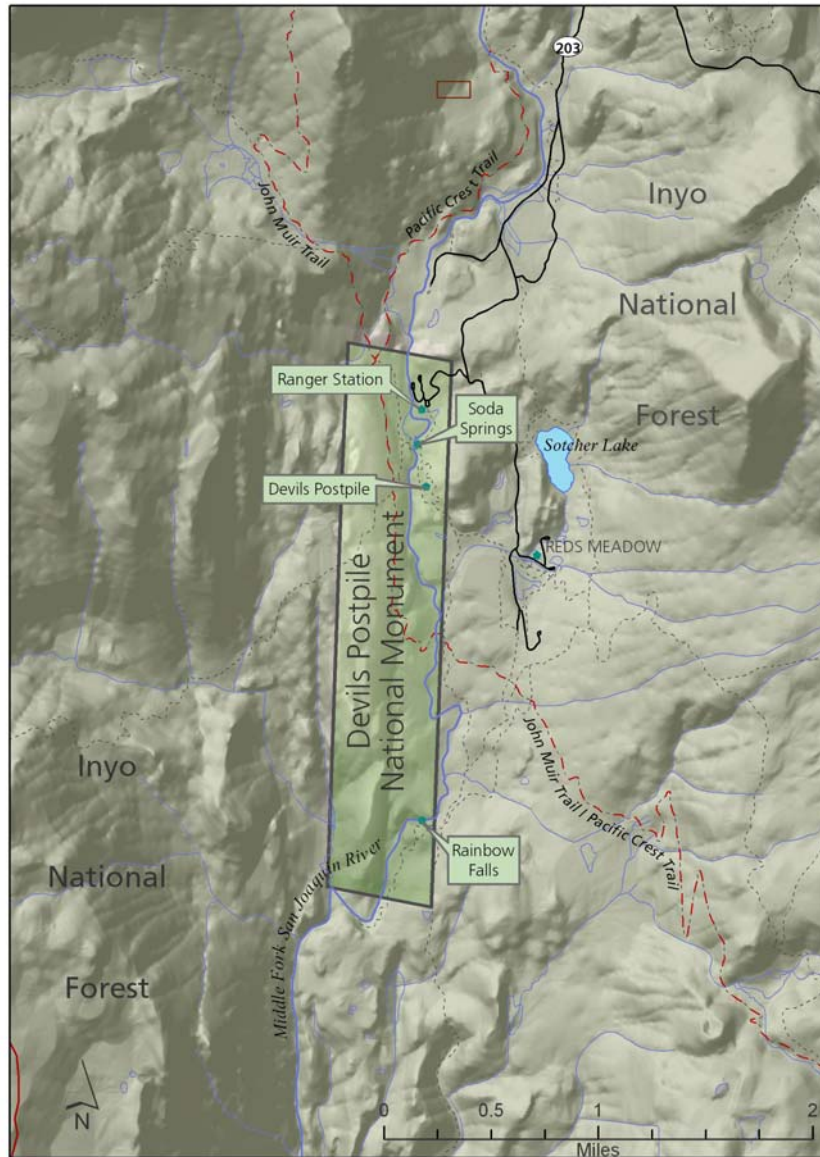 203
Inyo
National
Forest
John Muir Trail
Pacific Crest Trail
Ranger Station
Soda
Springs
Devils Postpile
Sotcher Lake
REDS MEADOW
Devils Postpile
National Monument
John Muir Trail / Pacific Crest Trail
Rainbow
Falls
Middle Fork San Joaquin River
Inyo
National
Forest
N
0 0.5 1 2
Miles